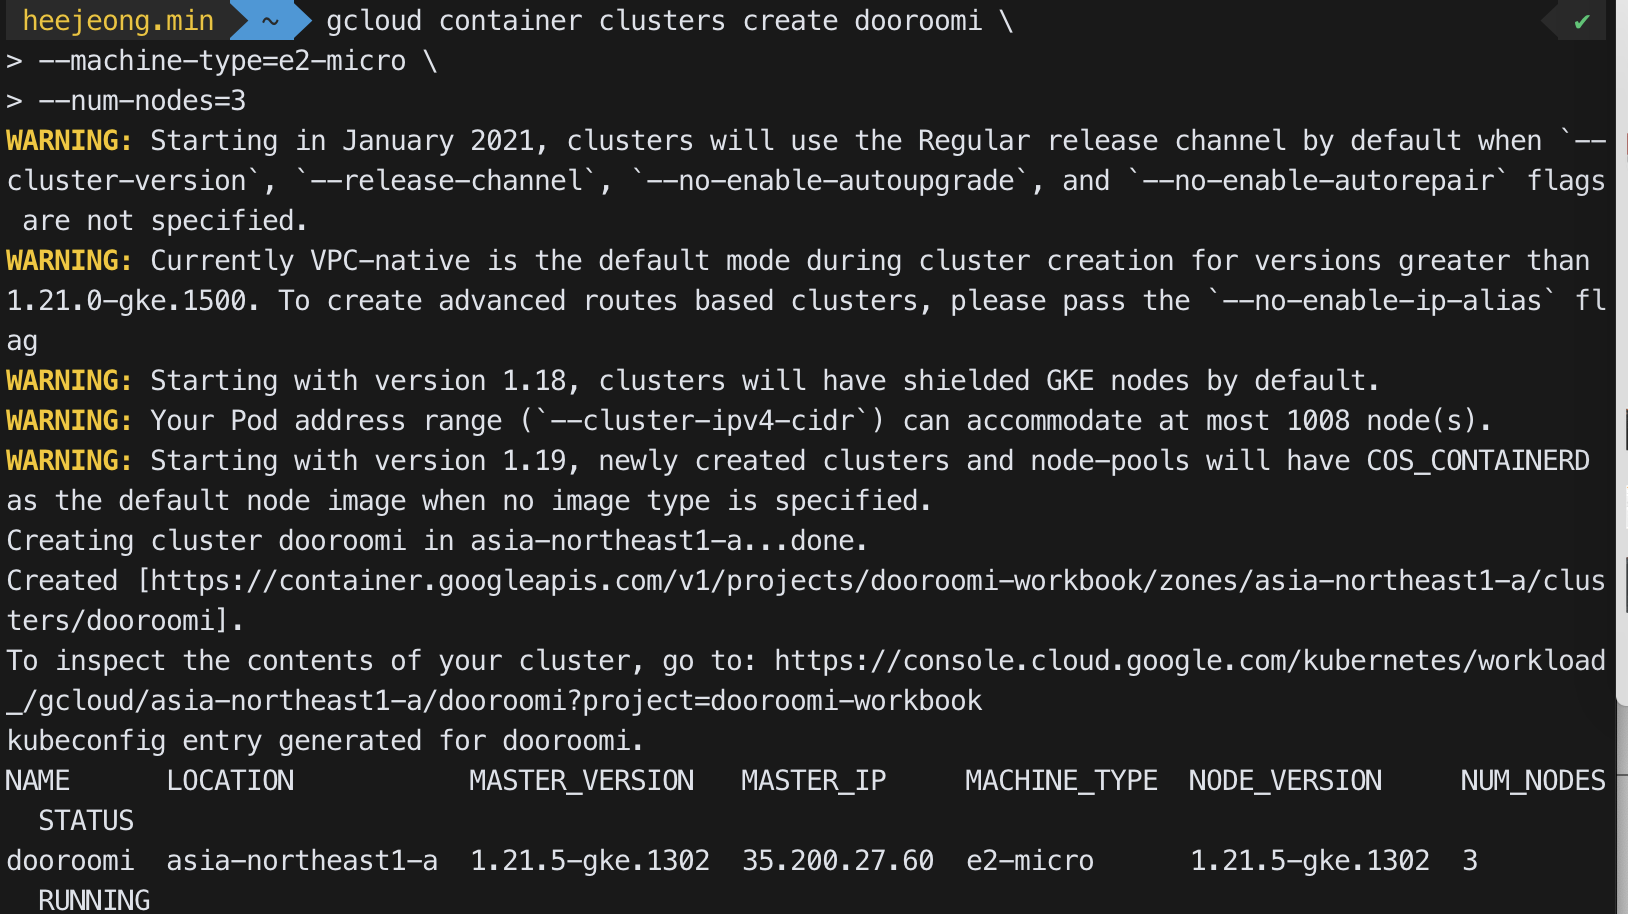 heejeong.min ~ gcloud container clusters create dooroomi \ ✔
> --machine-type=e2-micro \
> --num-nodes=3
WARNING: Starting in January 2021, clusters will use the Regular release channel by default when `--
cluster-version`, `--release-channel`, `--no-enable-autoupgrade`, and `--no-enable-autorepair` flags
 are not specified.
WARNING: Currently VPC-native is the default mode during cluster creation for versions greater than
1.21.0-gke.1500. To create advanced routes based clusters, please pass the `--no-enable-ip-alias` fl
ag
WARNING: Starting with version 1.18, clusters will have shielded GKE nodes by default.
WARNING: Your Pod address range (`--cluster-ipv4-cidr`) can accommodate at most 1008 node(s).
WARNING: Starting with version 1.19, newly created clusters and node-pools will have COS_CONTAINERD
as the default node image when no image type is specified.
Creating cluster dooroomi in asia-northeast1-a...done.
Created [https://container.googleapis.com/v1/projects/dooroomi-workbook/zones/asia-northeast1-a/clus
ters/dooroomi].
To inspect the contents of your cluster, go to: https://console.cloud.google.com/kubernetes/workload
_/gcloud/asia-northeast1-a/dooroomi?project=dooroomi-workbook
kubeconfig entry generated for dooroomi.
NAME      LOCATION           MASTER_VERSION   MASTER_IP     MACHINE_TYPE  NODE_VERSION     NUM_NODES
  STATUS
dooroomi  asia-northeast1-a  1.21.5-gke.1302  35.200.27.60  e2-micro      1.21.5-gke.1302  3
  RUNNING